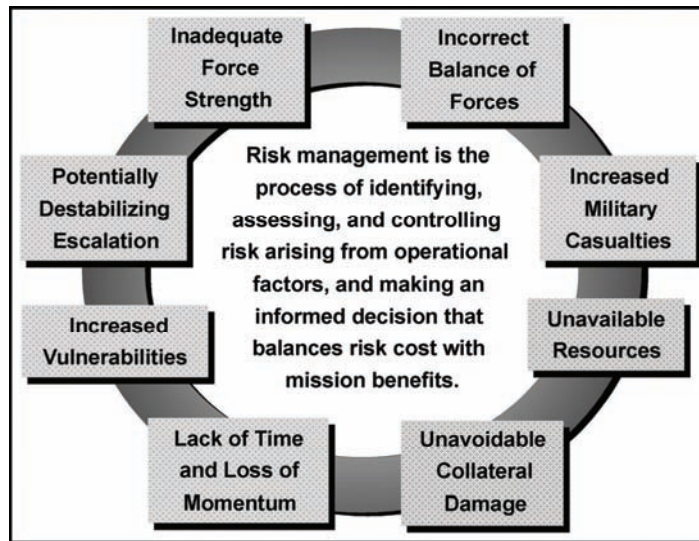 Inadequate
Force
Strength
Incorrect
Balance of
Forces
Potentially
Destabilizing
Escalation
Risk management is the
process of identifying,
assessing, and controlling
risk arising from operational
factors, and making an
informed decision that
balances risk cost with
mission benefits.
Increased
Military
Casualties
Increased
Vulnerabilities
Unavailable
Resources
Lack of Time
and Loss of
Momentum
Unavoidable
Collateral
Damage